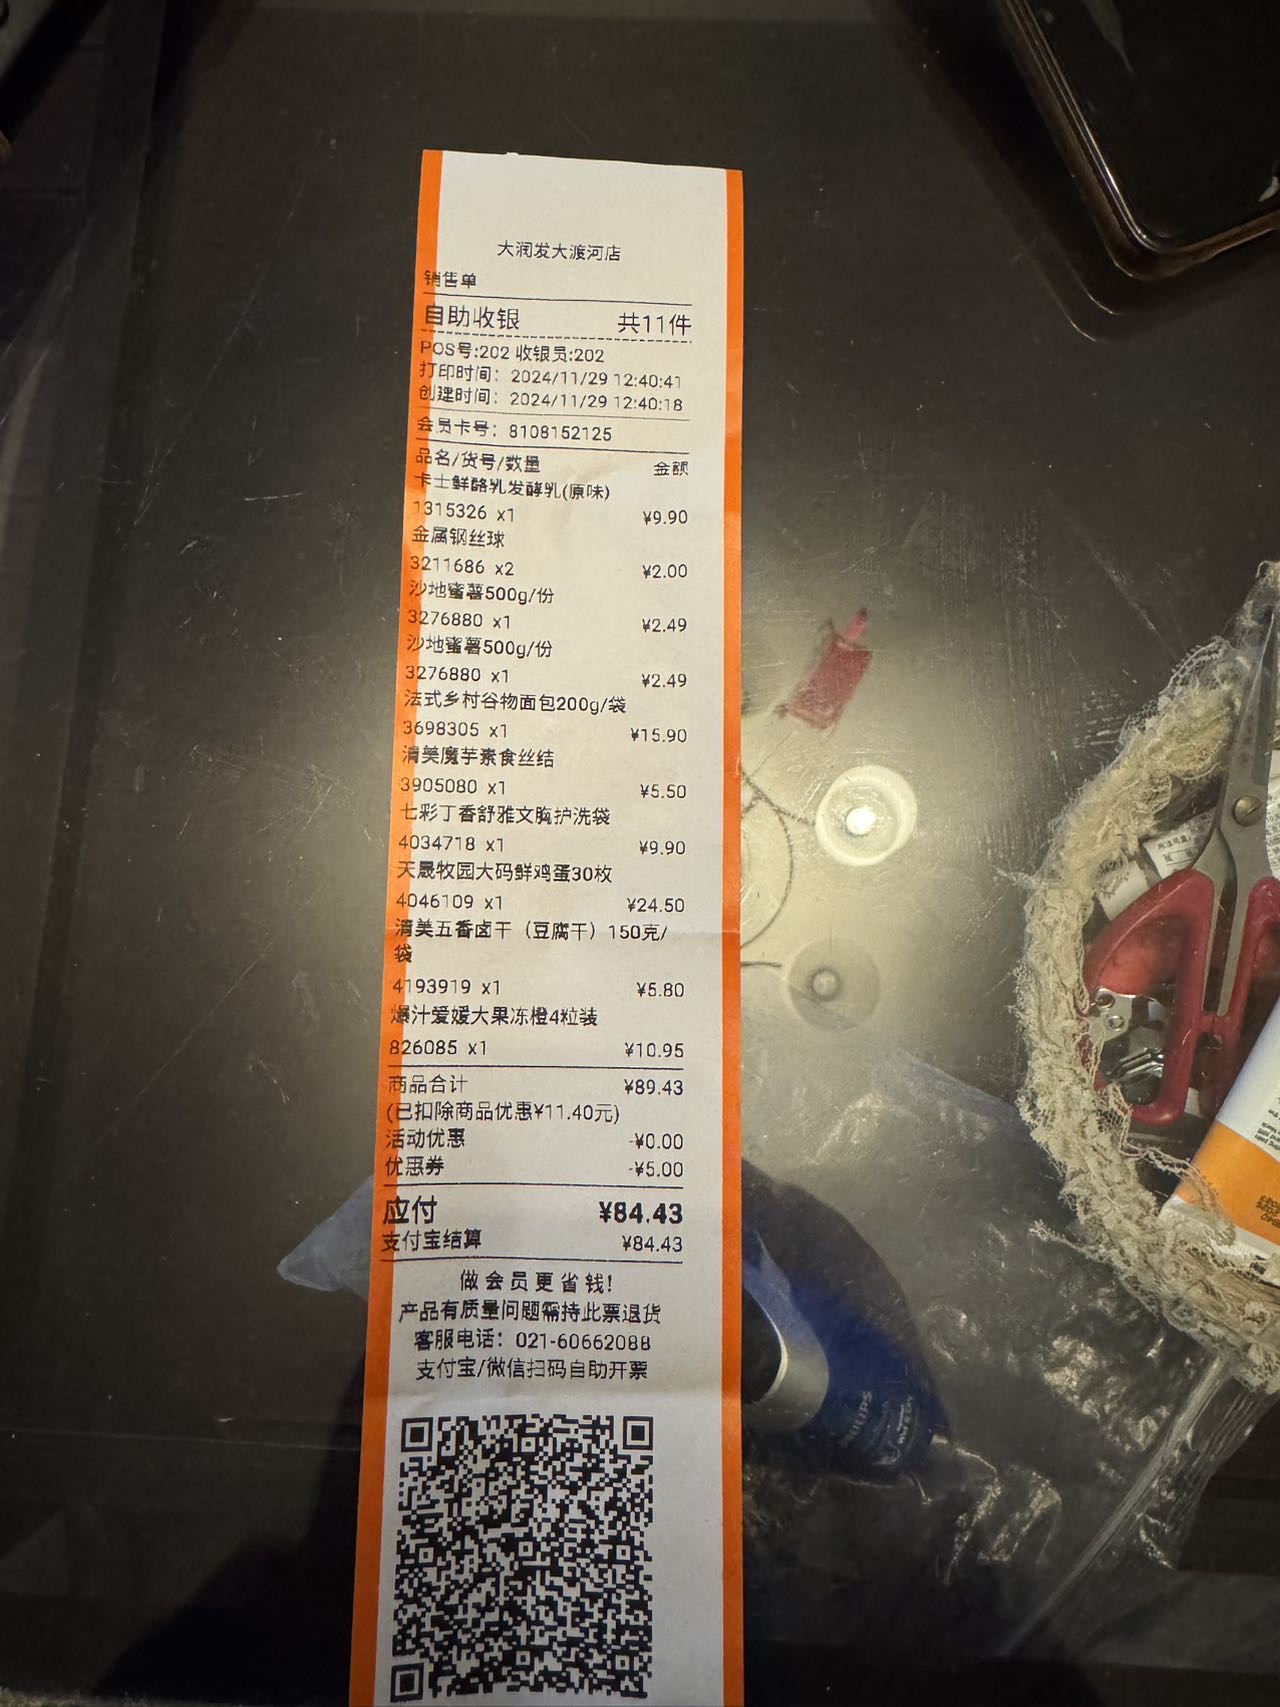 大润发大渡河店
销售单
自助收银 共11件
POS号:202 收银员:202
打印时间: 2024/11/29 12:40:41
创建时间: 2024/11/29 12:40:18
会员卡号: 8108152125
品名/货号/数量 金额
卡士鲜酪乳发酵乳(原味)
1315326 x1 ¥9.90
金属钢丝球
3211686 x2 ¥2.00
沙地蜜薯500g/份
3276880 x1 ¥2.49
沙地蜜薯500g/份
3276880 x1 ¥2.49
法式乡村谷物面包200g/袋
3698305 x1 ¥15.90
清美魔芋素食丝结
3905080 x1 ¥5.50
七彩丁香舒雅文胸护洗袋
4034718 x1 ¥9.90
天晟牧园大码鲜鸡蛋30枚
4046109 x1 ¥24.50
清美五香卤干（豆腐干）150克/
袋
4193919 x1 ¥5.80
爆汁爱媛大果冻橙4粒装
826085 x1 ¥10.95
商品合计 ¥89.43
(已扣除商品优惠¥11.40元)
活动优惠 -¥0.00
优惠券 -¥5.00
应付 ¥84.43
支付宝结算 ¥84.43
做会员更省钱!
产品有质量问题需持此票退货
客服电话: 021-60662088
支付宝/微信扫码自助开票
PHILIPS